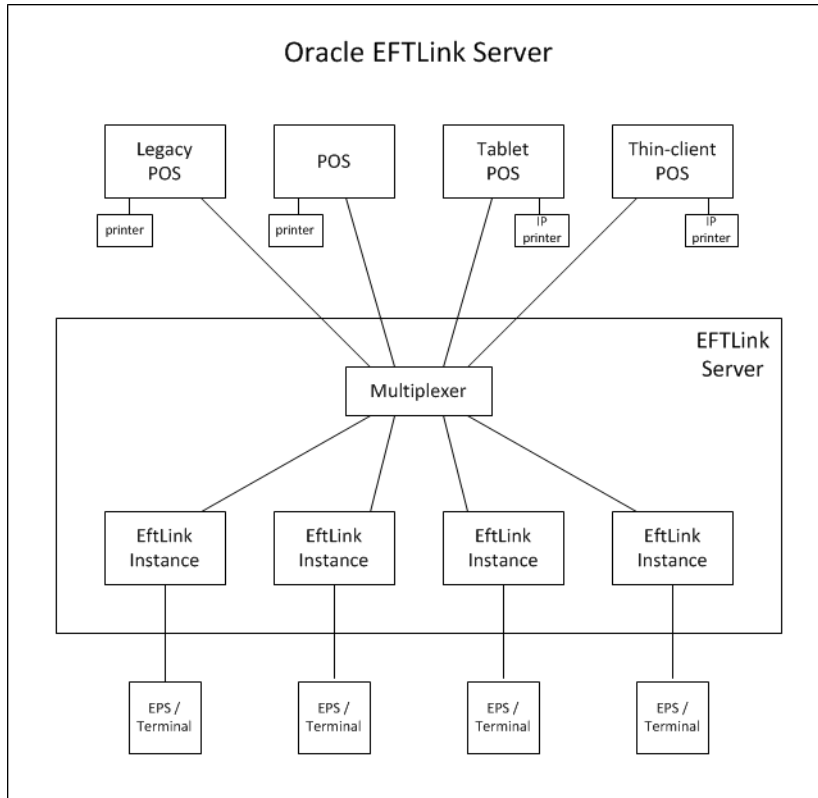 Oracle EFTLink Server
Legacy
POS
POS
Tablet
POS
Thin-client
POS
printer
printer
IP
printer
IP
printer
EFTLink
Server
Multiplexer
EftLink
Instance
EftLink
Instance
EftLink
Instance
EftLink
Instance
EPS /
Terminal
EPS /
Terminal
EPS /
Terminal
EPS /
Terminal